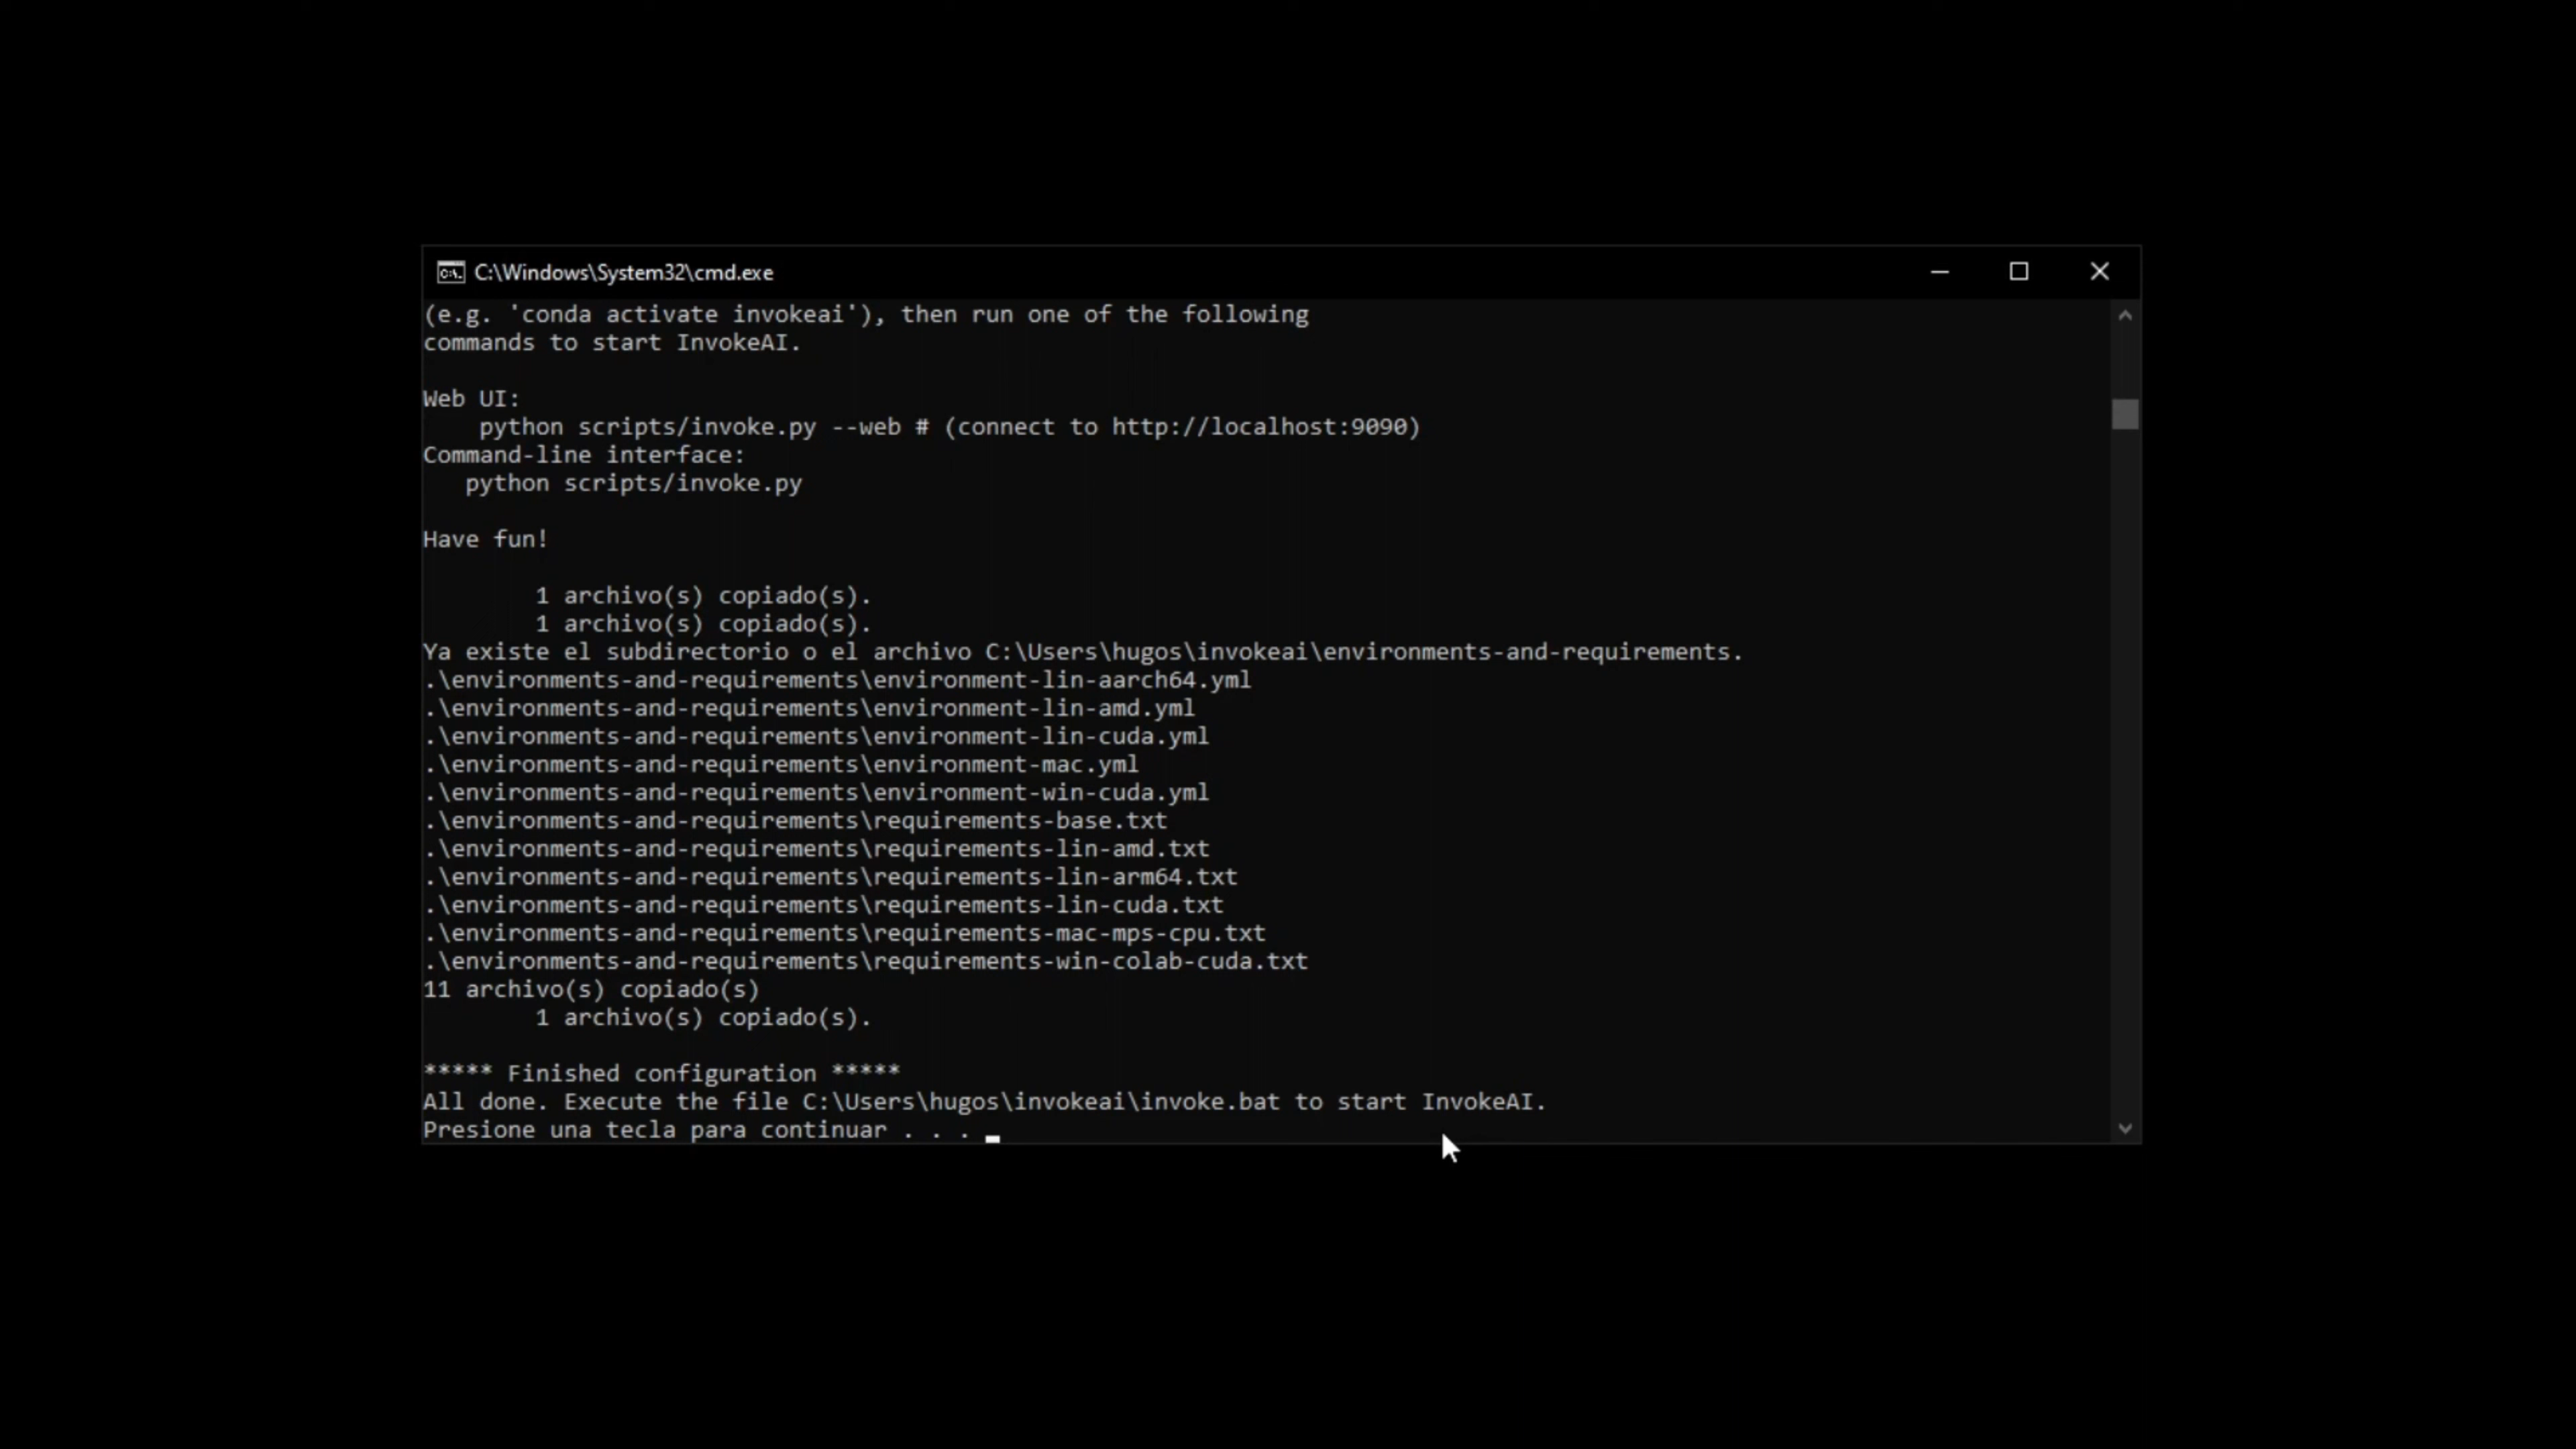 C:\Windows\System32\cmd.exe
(e.g. 'conda activate invokeai'), then run one of the following
commands to start InvokeAI.
Web UI:
    python scripts/invoke.py --web # (connect to http://localhost:9090)
Command-line interface:
   python scripts/invoke.py
Have fun!
        1 archivo(s) copiado(s).
        1 archivo(s) copiado(s).
Ya existe el subdirectorio o el archivo C:\Users\hugos\invokeai\environments-and-requirements.
.\environments-and-requirements\environment-lin-aarch64.yml
.\environments-and-requirements\environment-lin-amd.yml
.\environments-and-requirements\environment-lin-cuda.yml
.\environments-and-requirements\environment-mac.yml
.\environments-and-requirements\environment-win-cuda.yml
.\environments-and-requirements\requirements-base.txt
.\environments-and-requirements\requirements-lin-amd.txt
.\environments-and-requirements\requirements-lin-arm64.txt
.\environments-and-requirements\requirements-lin-cuda.txt
.\environments-and-requirements\requirements-mac-mps-cpu.txt
.\environments-and-requirements\requirements-win-colab-cuda.txt
11 archivo(s) copiado(s)
        1 archivo(s) copiado(s).
***** Finished configuration *****
All done. Execute the file C:\Users\hugos\invokeai\invoke.bat to start InvokeAI.
Presione una tecla para continuar . . .